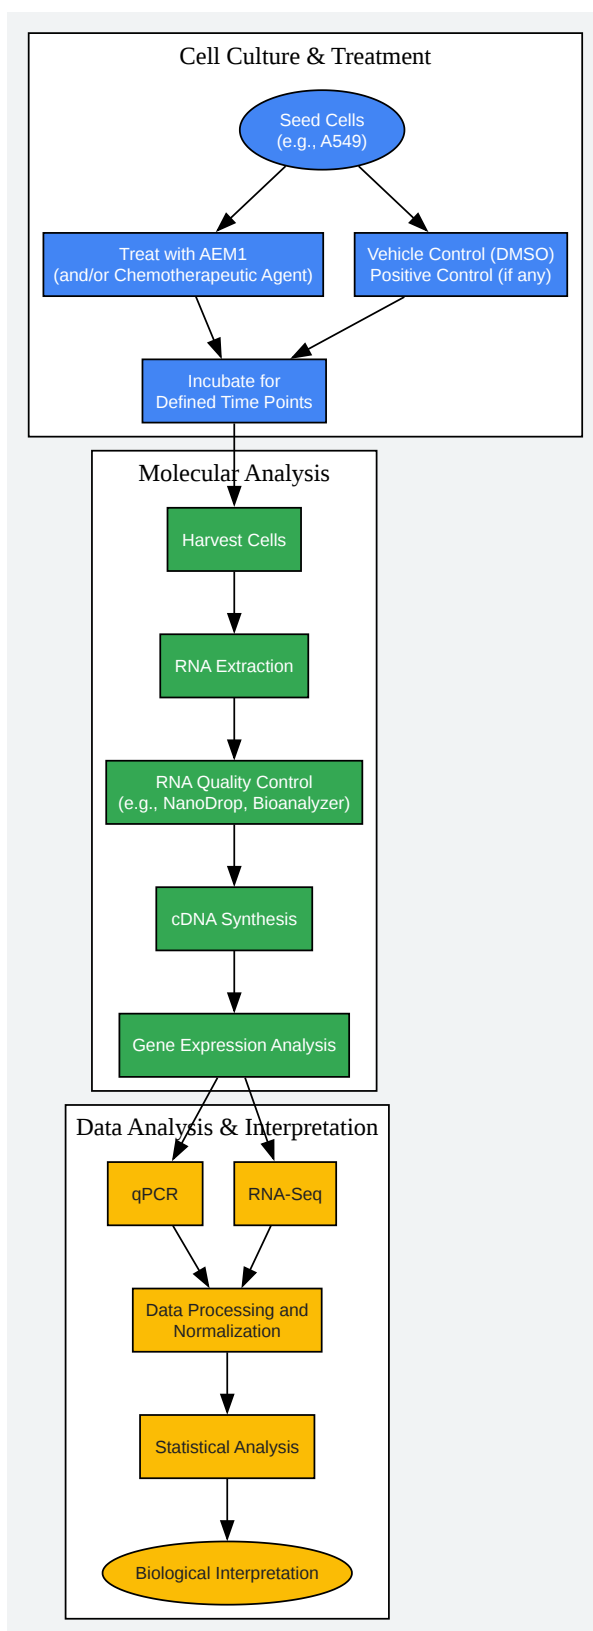 Cell Culture & Treatment
Seed Cells
(e.g., A549)
Treat with AEM1
(and/or Chemotherapeutic Agent)
Vehicle Control (DMSO)
Positive Control (if any)
Incubate for
Defined Time Points
Molecular Analysis
Harvest Cells
RNA Extraction
RNA Quality Control
(e.g., NanoDrop, Bioanalyzer)
cDNA Synthesis
Gene Expression Analysis
Data Analysis & Interpretation
qPCR
RNA-Seq
Data Processing and
Normalization
Statistical Analysis
Biological Interpretation